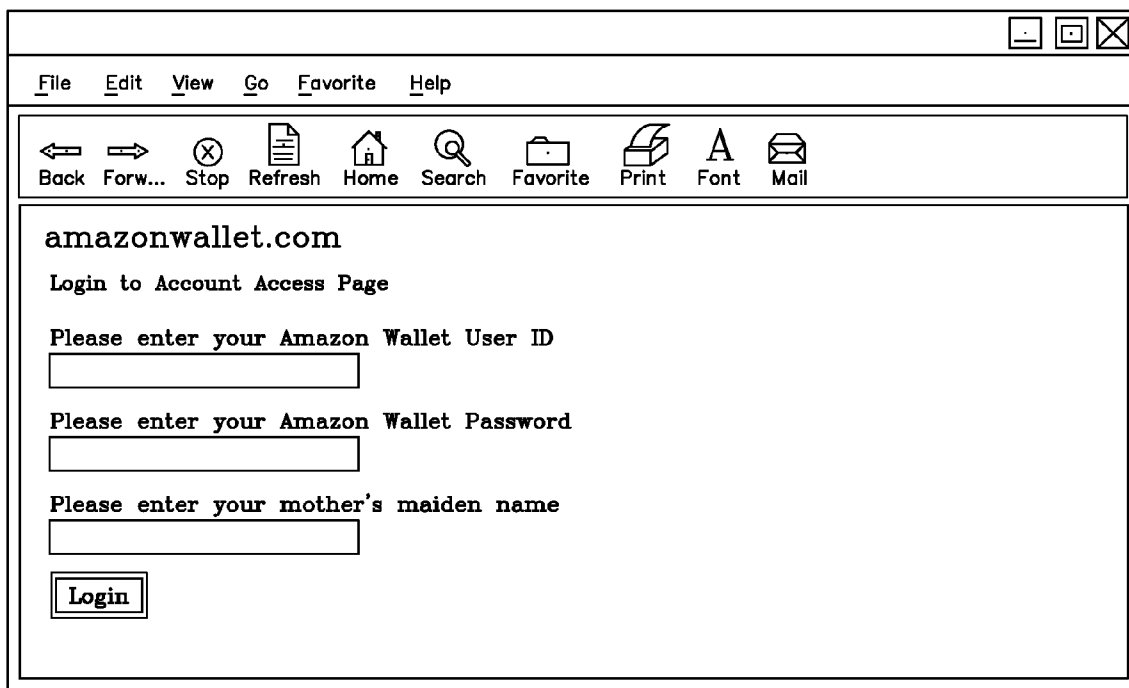 File Edit View Go Favorite Help
Back Forw... Stop Refresh Home Search Favorite Print Font Mail
amazonwallet.com
Login to Account Access Page
Please enter your Amazon Wallet User ID
Please enter your Amazon Wallet Password
Please enter your mother's maiden name
Login